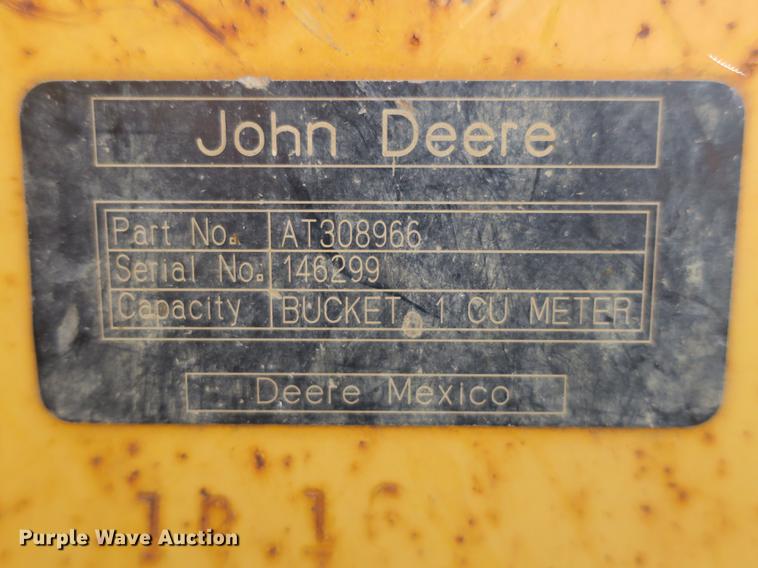 John Deere
Part No. AT308966
Serial No. 146299
Capacity BUCKET, 1 CU METER
Deere Mexico
Purple Wave Auction